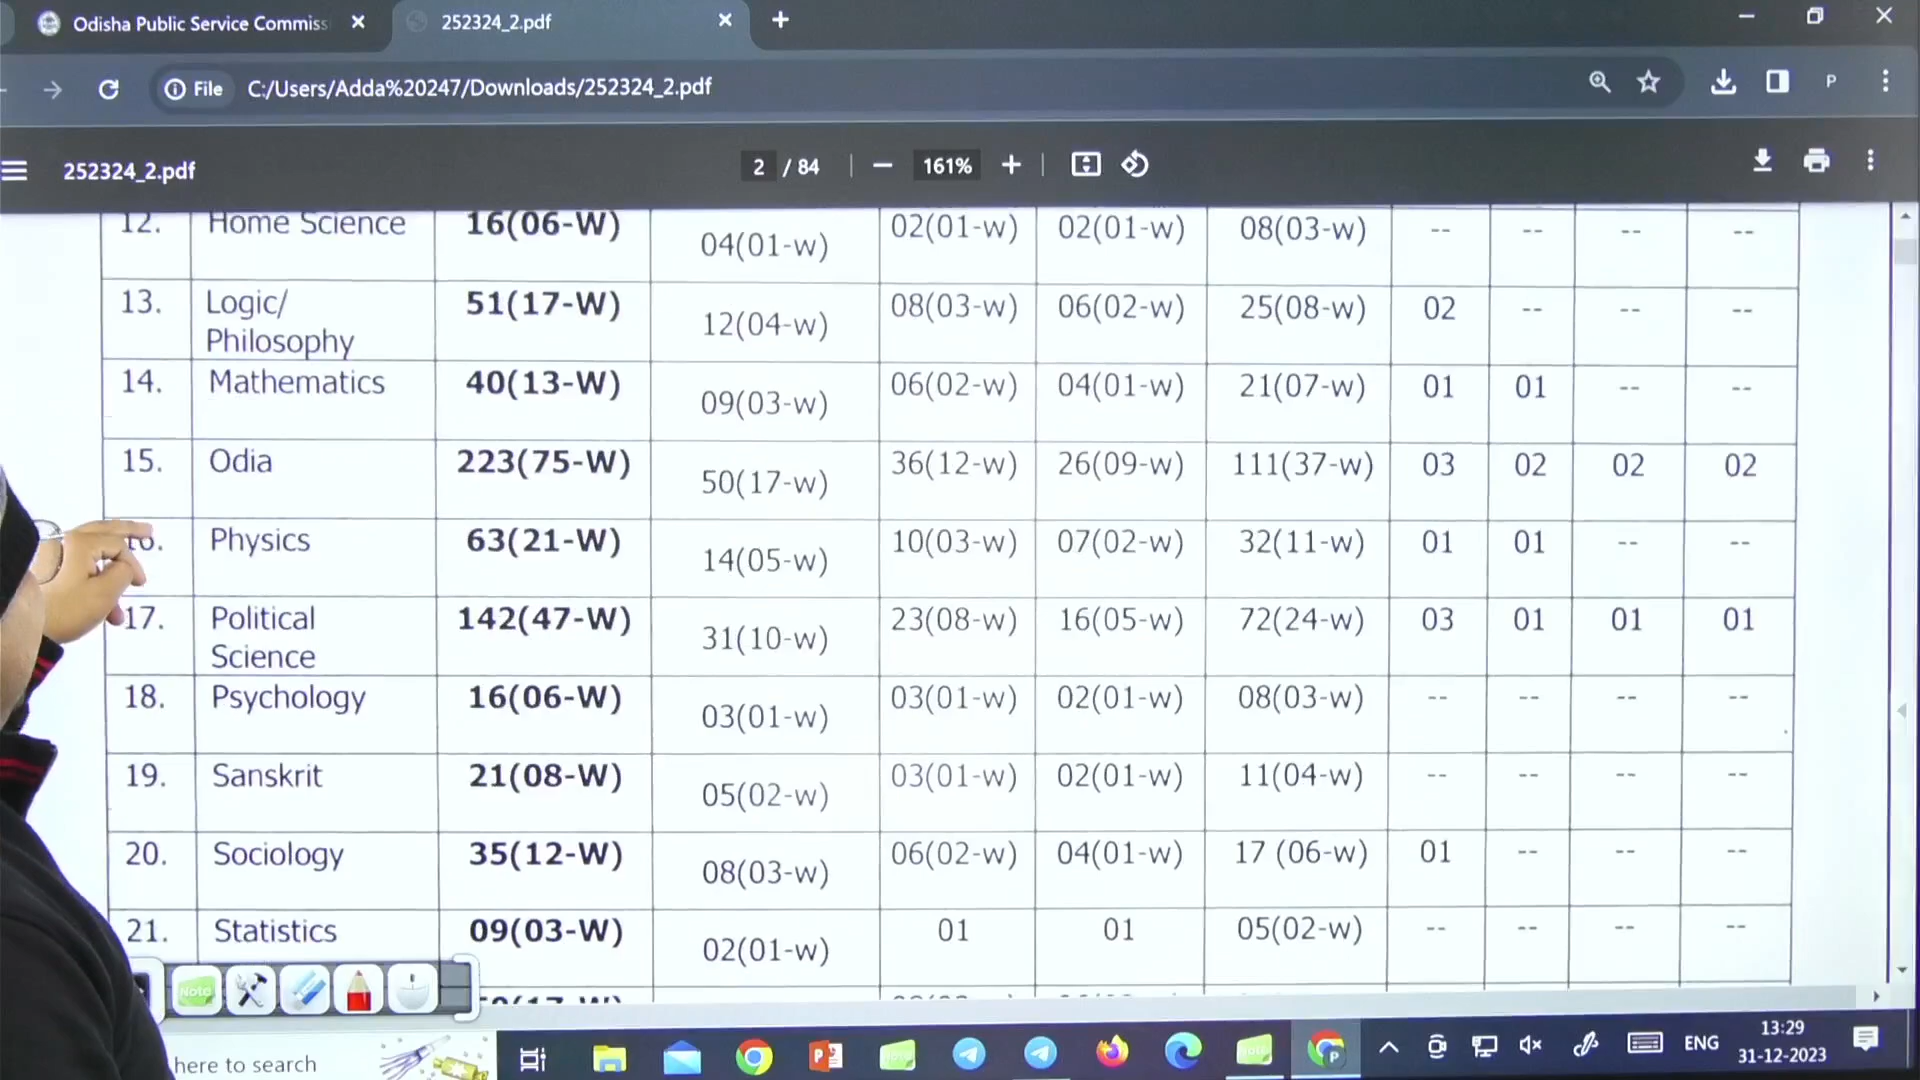 Odisha Public Service Commiss
252324_2.pdf
File C:/Users/Adda%20247/Downloads/252324_2.pdf
P
252324_2.pdf
2 / 84
161%
12. Home Science 16(06-W) 04(01-w) 02(01-w) 02(01-w) 08(03-w) -- -- -- --
13. Logic/ Philosophy 51(17-W) 12(04-w) 08(03-w) 06(02-w) 25(08-w) 02 -- -- --
14. Mathematics 40(13-W) 09(03-w) 06(02-w) 04(01-w) 21(07-w) 01 01 -- --
15. Odia 223(75-W) 50(17-w) 36(12-w) 26(09-w) 111(37-w) 03 02 02 02
16. Physics 63(21-W) 14(05-w) 10(03-w) 07(02-w) 32(11-w) 01 01 -- --
17. Political Science 142(47-W) 31(10-w) 23(08-w) 16(05-w) 72(24-w) 03 01 01 01
18. Psychology 16(06-W) 03(01-w) 03(01-w) 02(01-w) 08(03-w) -- -- -- --
19. Sanskrit 21(08-W) 05(02-w) 03(01-w) 02(01-w) 11(04-w) -- -- -- --
20. Sociology 35(12-W) 08(03-w) 06(02-w) 04(01-w) 17 (06-w) 01 -- -- --
21. Statistics 09(03-W) 02(01-w) 01 01 05(02-w) -- -- -- --
Note
here to search
ENG
13:29
31-12-2023